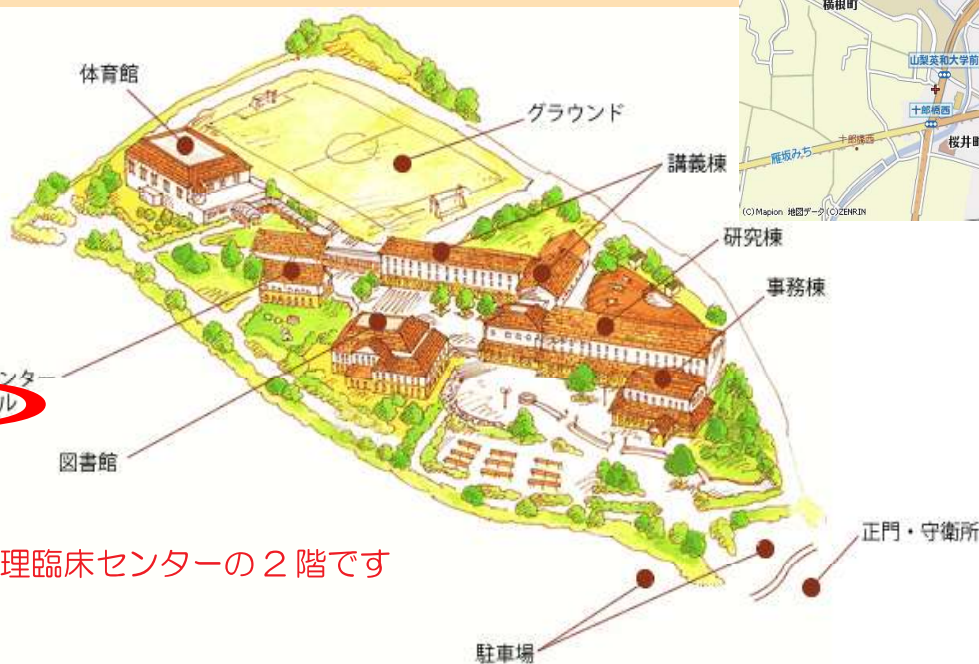 横根町
山梨英和大学前
十郎橋西
十郎橋西
雁坂みち
桜井町
(C)Mapion 地図データ(C)ZENRIN
体育館
グラウンド
講義棟
研究棟
事務棟
ンター
ル
図書館
理臨床センターの2階です
正門・守衛所
駐車場